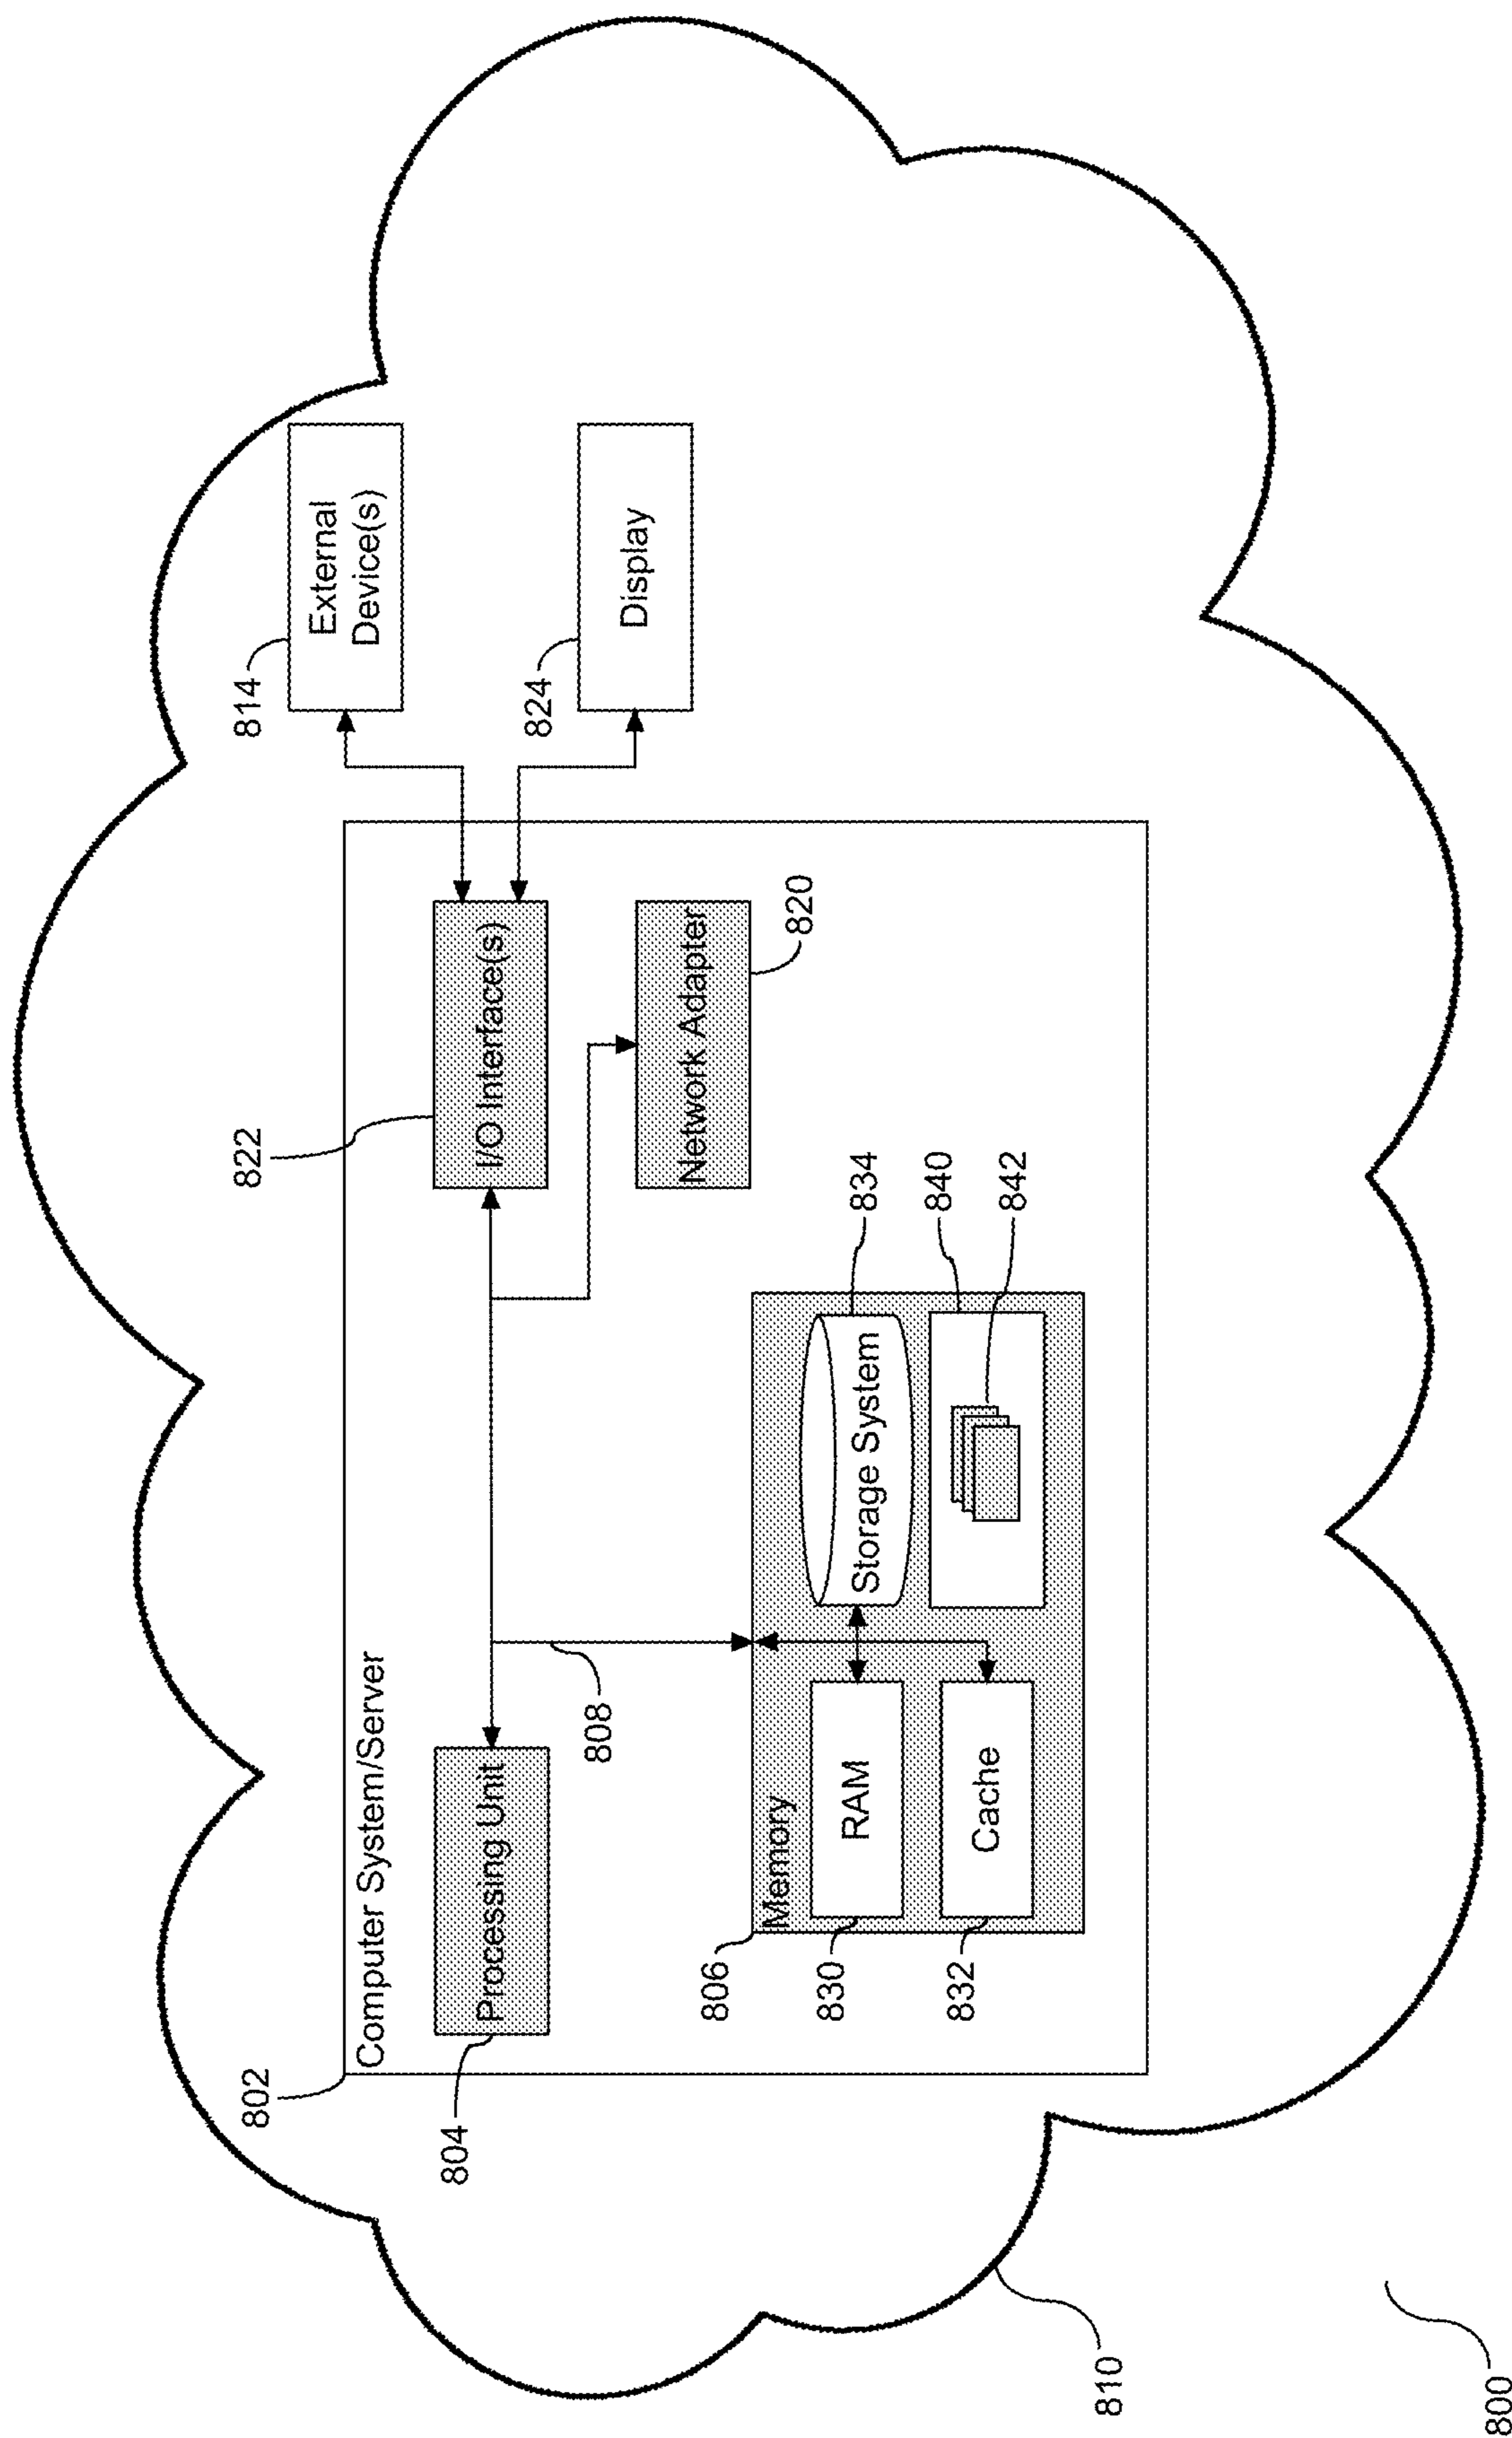 802
Computer System/Server
804
Processing Unit
808
822
I/O Interface(s)
814
External
Device(s)
824
Display
Network Adapter
820
806
Memory
830
RAM
832
Cache
Storage System
834
840
842
810
800